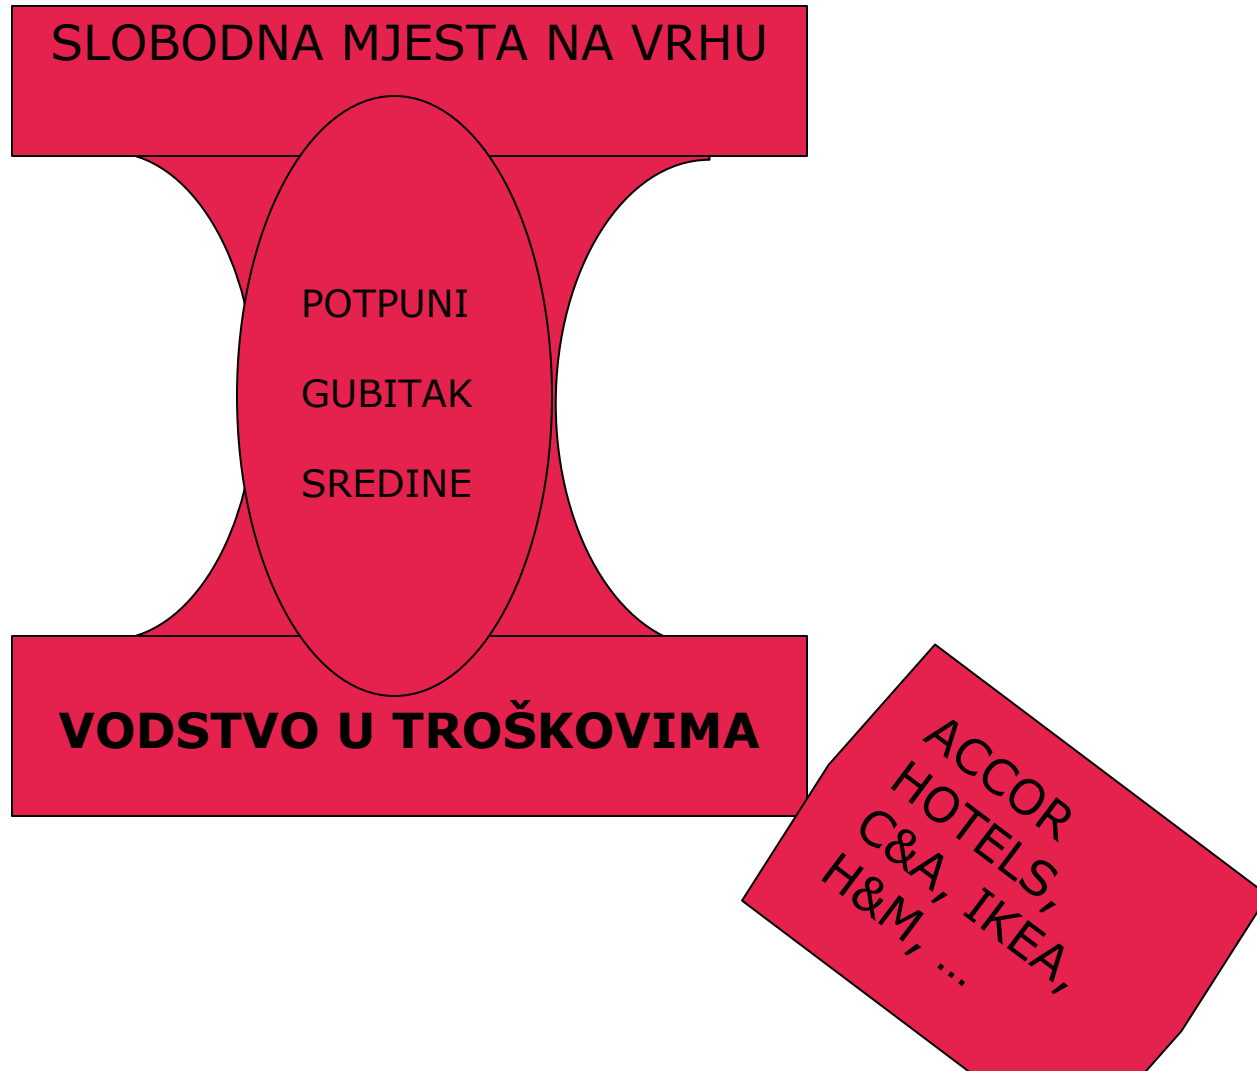 SLOBODNA MJESTA NA VRHU
POTPUNI
GUBITAK
SREDINE
VODSTVO U TROŠKOVIMA
ACCOR
HOTELS,
C&A, IKEA,
H&M, ...